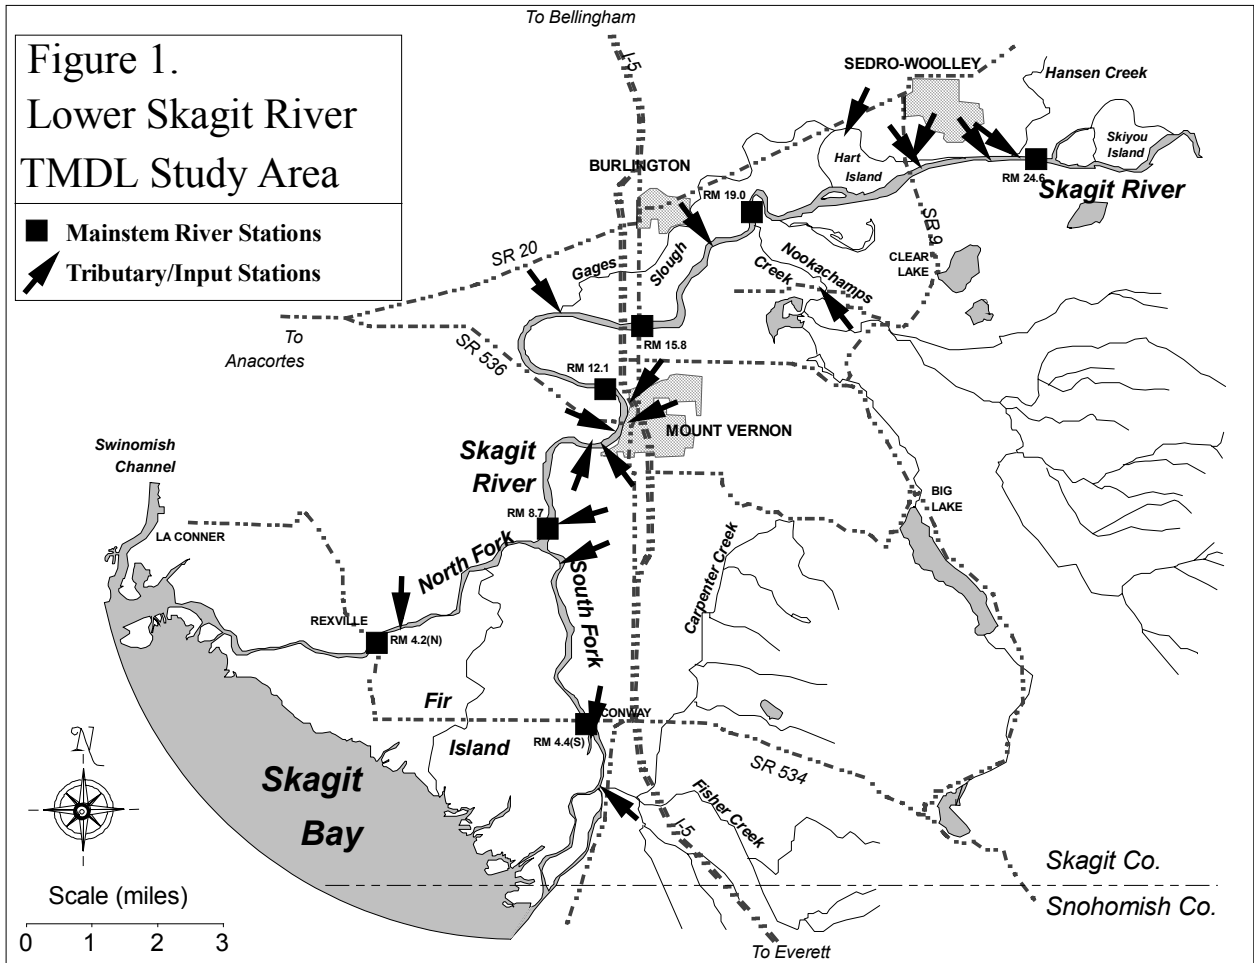 To Bellingham
Figure 1.
Lower Skagit River
TMDL Study Area
Mainstem River Stations
Tributary/Input Stations
I-5
SEDRO-WOOLLEY
Hansen Creek
Hart
Island
Skiyou
Island
RM 24.6
Skagit River
BURLINGTON
RM 19.0
SR 9
SR 20
Gages
Slough
Nookachamps
Creek
CLEAR
LAKE
To
Anacortes
SR 536
RM 15.8
RM 12.1
MOUNT VERNON
Skagit
River
Swinomish
Channel
LA CONNER
RM 8.7
BIG
LAKE
North Fork
South Fork
Carpenter Creek
REXVILLE
RM 4.2(N)
Fir
Island
CONWAY
RM 4.4(S)
SR 534
Fisher Creek
I-5
Skagit
Bay
N
Scale (miles)
0 1 2 3
Skagit Co.
Snohomish Co.
To Everett